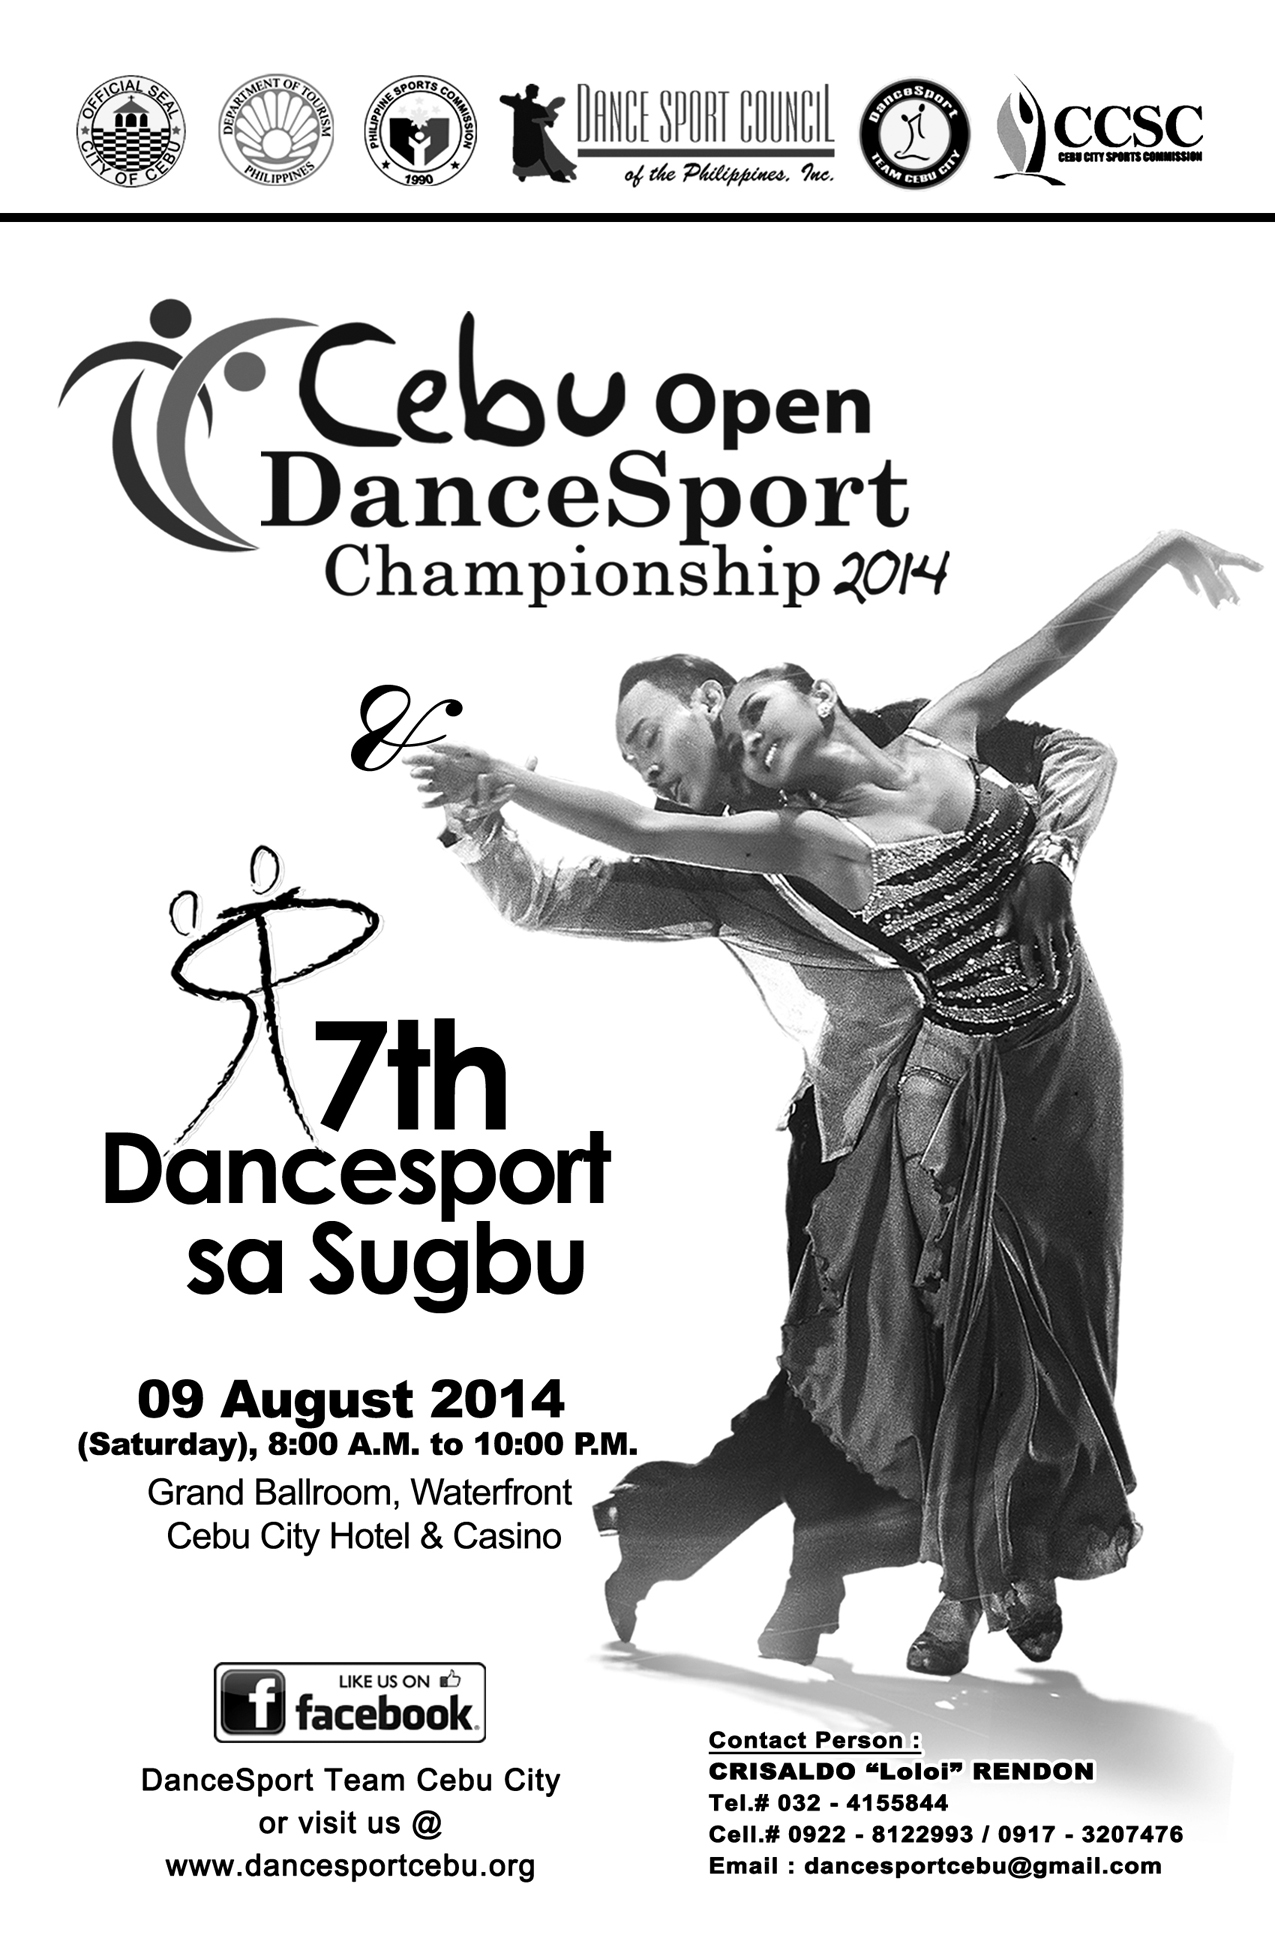 OFFICIAL SEAL
CITY OF CEBU
DEPARTMENT OF TOURISM
PHILIPPINES
PHILIPPINE SPORTS COMMISSION
1990
DANCE SPORT COUNCIL
of the Philippines, Inc.
DanceSport
TEAM CEBU CITY
CCSC
CEBU CITY SPORTS COMMISSION
Cebu Open
DanceSport
Championship 2014
&
7th
Dancesport
sa Sugbu
09 August 2014
(Saturday), 8:00 A.M. to 10:00 P.M.
Grand Ballroom, Waterfront
Cebu City Hotel & Casino
f
LIKE US ON
facebook.
DanceSport Team Cebu City
or visit us @
www.dancesportcebu.org
Contact Person :
CRISALDO “Loloi” RENDON
Tel.# 032 - 4155844
Cell.# 0922 - 8122993 / 0917 - 3207476
Email : dancesportcebu@gmail.com